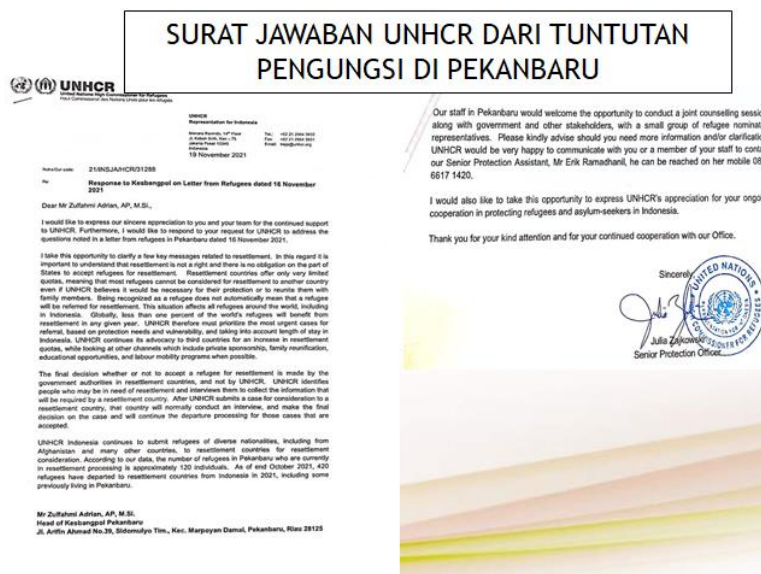 SURAT JAWABAN UNHCR DARI TUNTUTAN
PENGUNGSI DI PEKANBARU
UNHCR
United Nations High Commissioner for Refugees
Haut Commissariat des Nations Unies pour les réfugiés
UNHCR
Representation for Indonesia
Indonesia
19 November 2021
Notre/Our code: 21/INSJA/HCR/31288
Re: Response to Kesbangpol on Letter from Refugees dated 16 November
2021
Dear Mr Zulfahmi Adrian, AP, M.Si.,
I would like to express our sincere appreciation to you and your team for the continued support
to UNHCR. Furthermore, I would like to respond to your request for UNHCR to address the
questions noted in a letter from refugees in Pekanbaru dated 16 November 2021.
I take this opportunity to clarify a few key messages related to resettlement. In this regard it is
important to understand that resettlement is not a right and there is no obligation on the part of
States to accept refugees for resettlement. Resettlement countries offer only very limited
quotas, meaning that most refugees cannot be considered for resettlement to another country
even if UNHCR believes it would be necessary for their protection or to reunite them with
family members. Being recognized as a refugee does not automatically mean that a refugee
will be referred for resettlement. This situation affects all refugees around the world, including
in Indonesia. Globally, less than one percent of the world's refugees will benefit from
resettlement in any given year. UNHCR therefore must prioritize the most urgent cases for
referral, based on protection needs and vulnerability, and taking into account length of stay in
Indonesia. UNHCR continues its advocacy to third countries for an increase in resettlement
quotas, while looking at other channels which include private sponsorship, family reunification,
educational opportunities, and labour mobility programs when possible.
The final decision whether or not to accept a refugee for resettlement is made by the
government authorities in resettlement countries, and not by UNHCR. UNHCR identifies
people who may be in need of resettlement and interviews them to collect the information that
will be required by a resettlement country. After UNHCR submits a case for consideration to a
resettlement country, that country will normally conduct an interview, and make the final
decision on the case and will continue the departure processing for those cases that are
accepted.
UNHCR Indonesia continues to submit refugees of diverse nationalities, including from
Afghanistan and many other countries, to resettlement countries for resettlement
consideration. According to our data, the number of refugees in Pekanbaru who are currently
in resettlement processing is approximately 120 individuals. As of end October 2021, 420
refugees have departed to resettlement countries from Indonesia in 2021, including some
previously living in Pekanbaru.
Mr Zulfahmi Adrian, AP, M.Si.
Head of Kesbangpol Pekanbaru
Jl. Arifin Ahmad No.39, Sidomulyo Tim., Kec. Marpoyan Damai, Pekanbaru, Riau 28125
Our staff in Pekanbaru would welcome the opportunity to conduct a joint counselling sessio
along with government and other stakeholders, with a small group of refugee nominat
representatives. Please kindly advise should you need more information and/or clarificatio
UNHCR would be very happy to communicate with you or a member of your staff to conta
our Senior Protection Assistant, Mr Erik Ramadhanil, he can be reached on her mobile 08
6617 1420.
I would also like to take this opportunity to express UNHCR's appreciation for your ongo
cooperation in protecting refugees and asylum-seekers in Indonesia.
Thank you for your kind attention and for your continued cooperation with our Office.
Sincerely
UNITED NATIONS
Julia Zajkowski
Senior Protection Officer